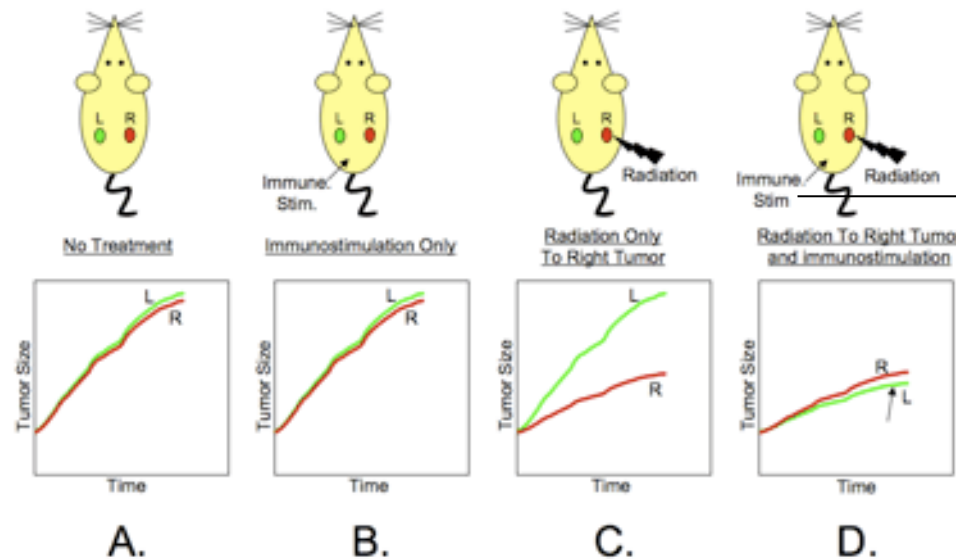 L R
L R
L R
L R
Immune.
Stim.
Radiation
Immune.
Stim
Radiation
No Treatment
Immunostimulation Only
Radiation Only
To Right Tumor
Radiation To Right Tumo
and immunostimulation
Tumor Size
L
R
Time
Tumor Size
L
R
Time
Tumor Size
L
R
Time
Tumor Size
R
L
Time
A.
B.
C.
D.